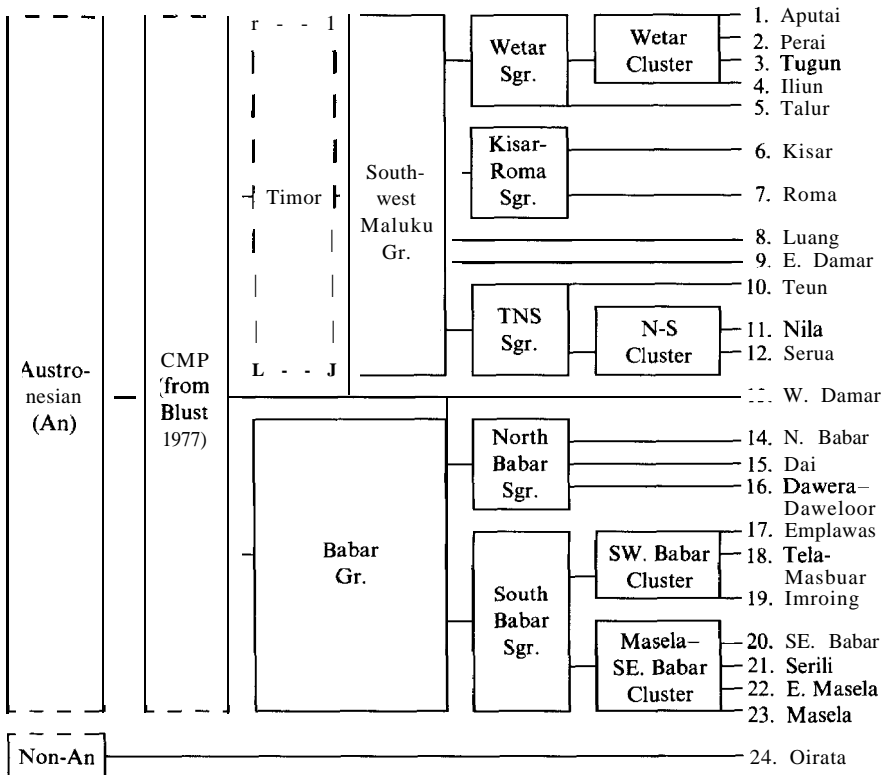 Austro-
nesian
(An)
CMP
(from
Blust
1977)
Timor
South-
west
Maluku
Gr.
Wetar
Sgr.
Wetar
Cluster
1. Aputai
2. Perai
3. Tugun
4. Iliun
5. Talur
Kisar-
Roma
Sgr.
6. Kisar
7. Roma
8. Luang
9. E. Damar
TNS
Sgr.
10. Teun
N-S
Cluster
11. Nila
12. Serua
W. Damar
Babar
Gr.
North
Babar
Sgr.
14. N. Babar
15. Dai
16. Dawera–
Daweloor
South
Babar
Sgr.
SW. Babar
Cluster
17. Emplawas
18. Tela-
Masbuar
19. Imroing
Masela–
SE. Babar
Cluster
20. SE. Babar
21. Serili
22. E. Masela
23. Masela
Non-An
24. Oirata